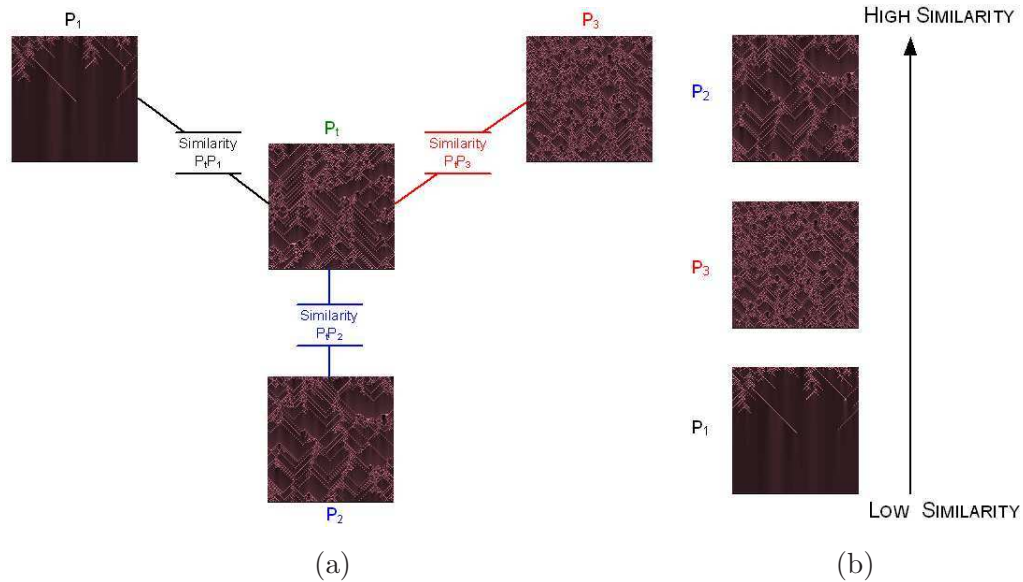 P₁
P₃
HIGH SIMILARITY
P₂
Pₜ
Similarity
PₜP₁
Similarity
PₜP₃
P₃
Similarity
PₜP₂
P₁
P₂
LOW SIMILARITY
(a)
(b)